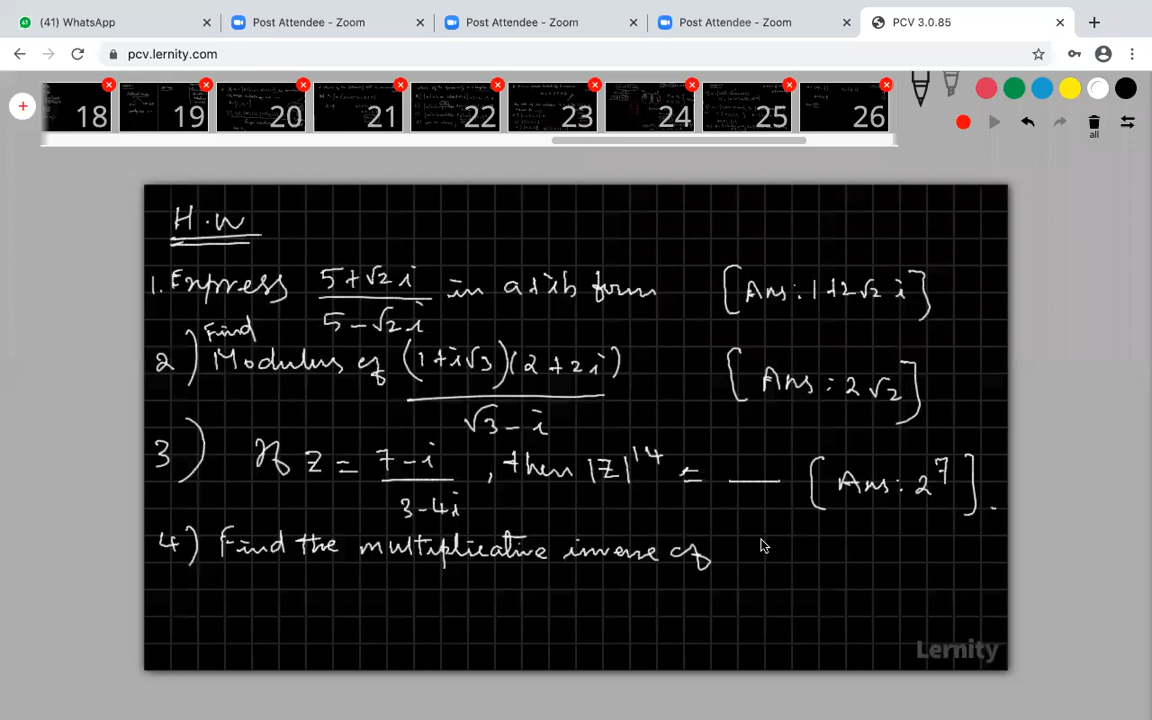 (41) WhatsApp
Post Attendee - Zoom
Post Attendee - Zoom
Post Attendee - Zoom
PCV 3.0.85
pcv.lernity.com
18 19 20 21 22 23 24 25 26
all
H.W
1. Express (5+√2 i)/(5-√2 i) in a+ib form [Ans: 1+2√2 i]
2) Find Modulus of ((1+i√3)(2+2i))/(√3-i) [Ans: 2√2]
3) If z = (7-i)/(3-4i), then |z|^14 = ___ [Ans: 2^7].
4) Find the multiplicative inverse of
Lernity